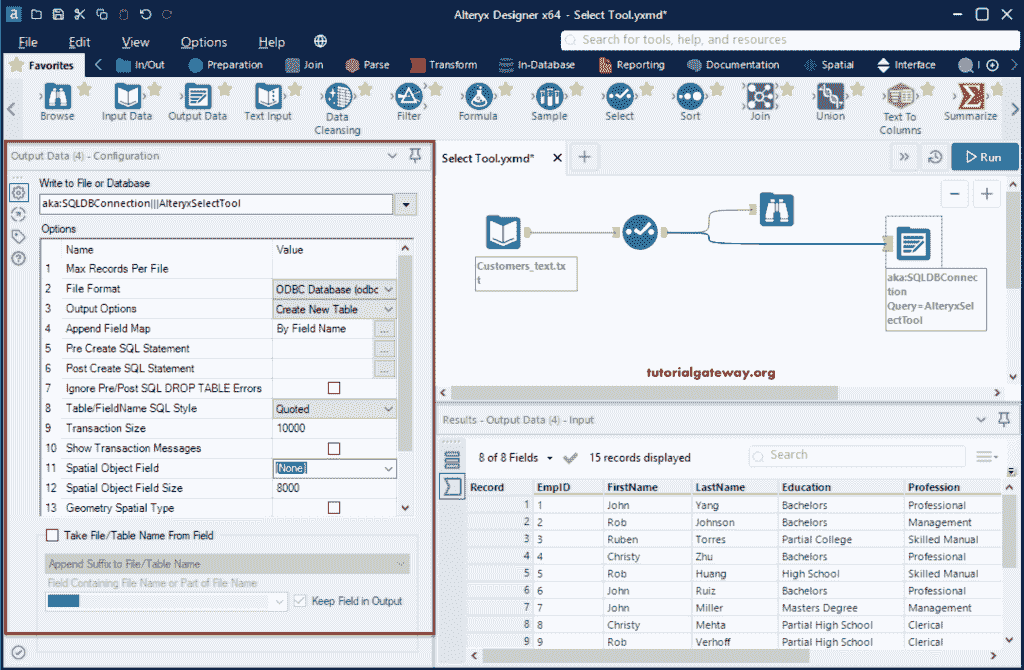 a
Alteryx Designer x64 - Select Tool.yxmd*
File Edit View Options Help
Search for tools, help, and resources
Favorites In/Out Preparation Join Parse Transform In-Database Reporting Documentation Spatial Interface
Browse Input Data Output Data Text Input Data Filter Formula Sample Select Sort Join Union Text To Summarize
Cleansing Columns
Output Data (4) - Configuration
Write to File or Database
aka:SQLDBConnection|||AlteryxSelectTool
Options
Name Value
1 Max Records Per File
2 File Format ODBC Database (odbc
3 Output Options Create New Table
4 Append Field Map By Field Name ...
5 Pre Create SQL Statement ...
6 Post Create SQL Statement ...
7 Ignore Pre/Post SQL DROP TABLE Errors
8 Table/FieldName SQL Style Quoted
9 Transaction Size 10000
10 Show Transaction Messages
11 Spatial Object Field [None]
12 Spatial Object Field Size 8000
13 Geometry Spatial Type
Take File/Table Name From Field
Append Suffix to File/Table Name
Field Containing File Name or Part of File Name
Keep Field in Output
Select Tool.yxmd*
Run
Customers_text.tx
t
aka:SQLDBConnec
tion
Query=AlteryxSel
ectTool
tutorialgateway.org
Results - Output Data (4) - Input
8 of 8 Fields 15 records displayed Search
Record EmpID FirstName LastName Education Profession
1 1 John Yang Bachelors Professional
2 2 Rob Johnson Bachelors Management
3 3 Ruben Torres Partial College Skilled Manual
4 4 Christy Zhu Bachelors Professional
5 5 Rob Huang High School Skilled Manual
6 6 John Ruiz Bachelors Professional
7 7 John Miller Masters Degree Management
8 8 Christy Mehta Partial High School Clerical
9 9 Rob Verhoff Partial High School Clerical